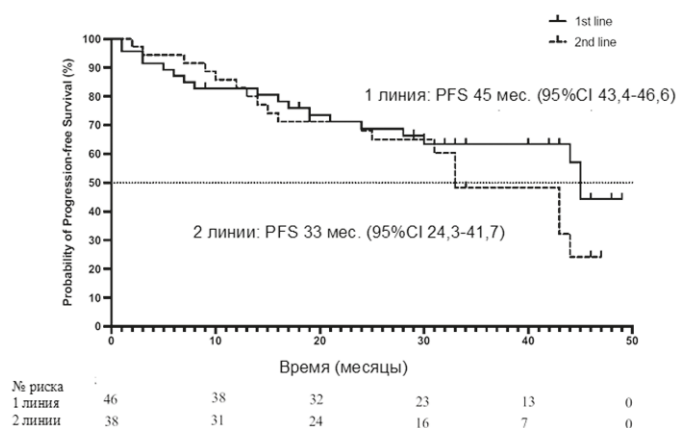 1st line
2nd line
1 линия: PFS 45 мес. (95%CI 43,4-46,6)
2 линии: PFS 33 мес. (95%CI 24,3-41,7)
Probability of Progression-free Survival (%)
100
90
80
70
60
50
40
30
20
10
0
0 10 20 30 40 50
Время (месяцы)
№ риска
1 линия 46 38 32 23 13 0
2 линии 38 31 24 16 7 0